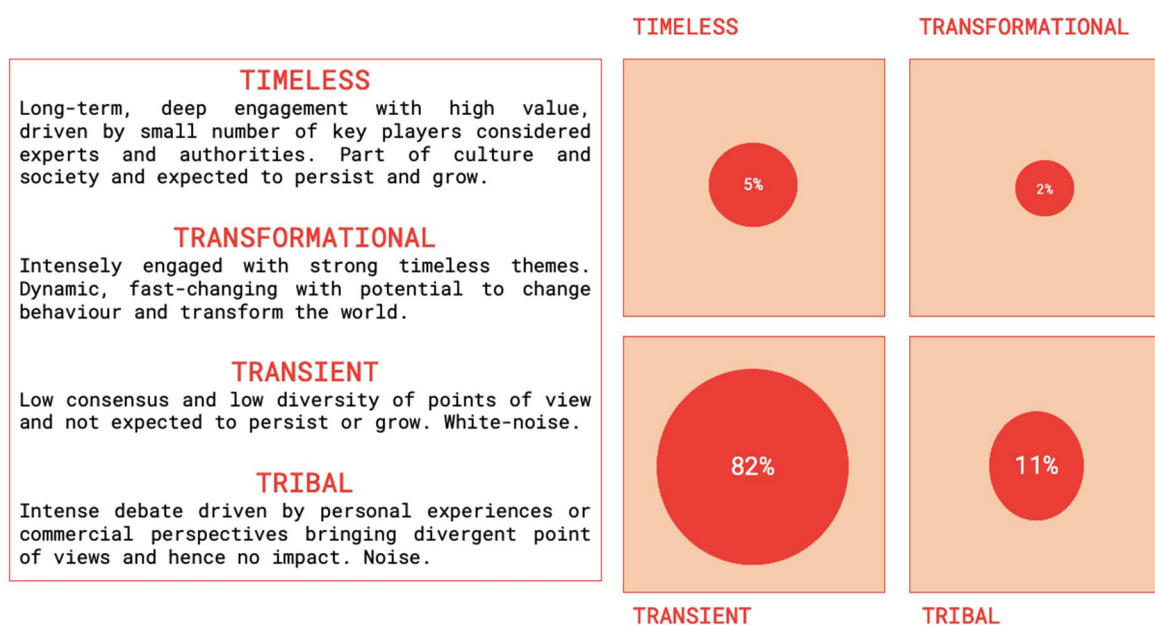 TIMELESS
Long-term, deep engagement with high value,
driven by small number of key players considered
experts and authorities. Part of culture and
society and expected to persist and grow.
TRANSFORMATIONAL
Intensely engaged with strong timeless themes.
Dynamic, fast-changing with potential to change
behaviour and transform the world.
TRANSIENT
Low consensus and low diversity of points of view
and not expected to persist or grow. White-noise.
TRIBAL
Intense debate driven by personal experiences or
commercial perspectives bringing divergent point
of views and hence no impact. Noise.
TIMELESS
TRANSFORMATIONAL
5%
2%
82%
11%
TRANSIENT
TRIBAL